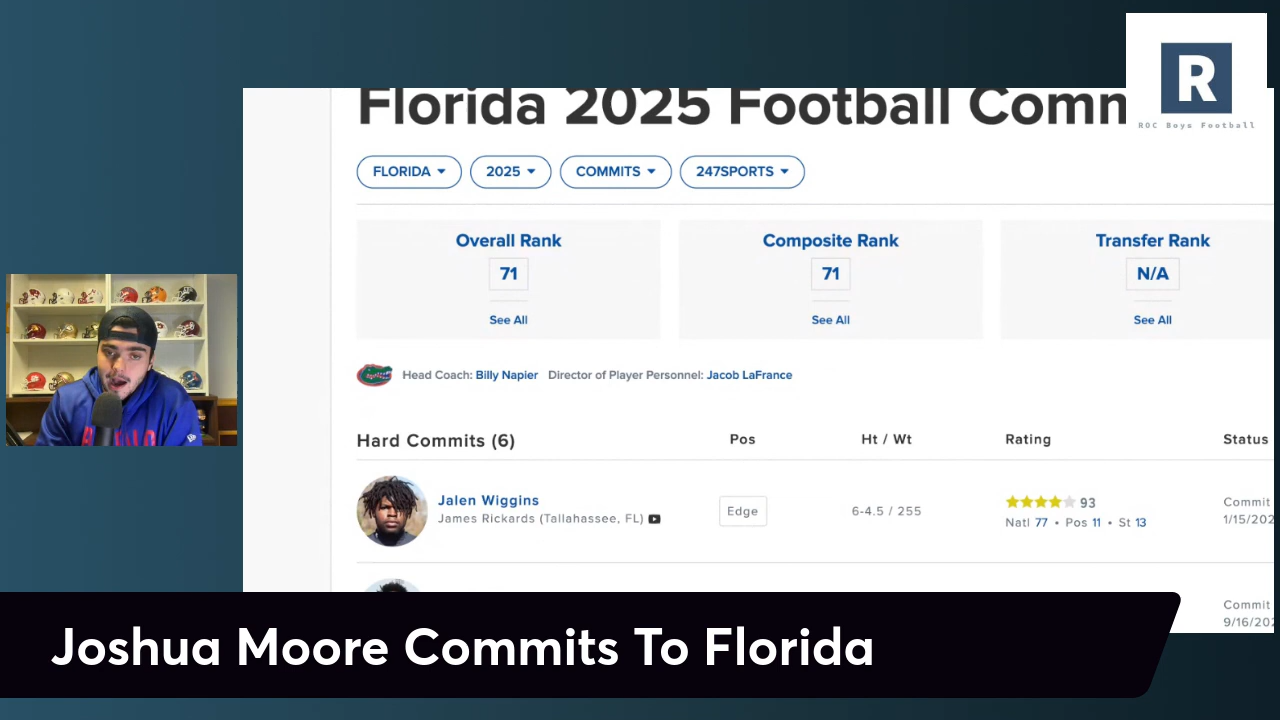 Florida 2025 Football Comm
R
ROC Boys Football
FLORIDA 2025 COMMITS 247SPORTS
Overall Rank Composite Rank Transfer Rank
71 71 N/A
See All See All See All
Head Coach: Billy Napier Director of Player Personnel: Jacob LaFrance
Hard Commits (6) Pos Ht / Wt Rating Status
Jalen Wiggins
James Rickards (Tallahassee, FL)
Edge
6-4.5 / 255
93
Natl 77 • Pos 11 • St 13
Commit
1/15/202
Commit
9/16/202
Joshua Moore Commits To Florida